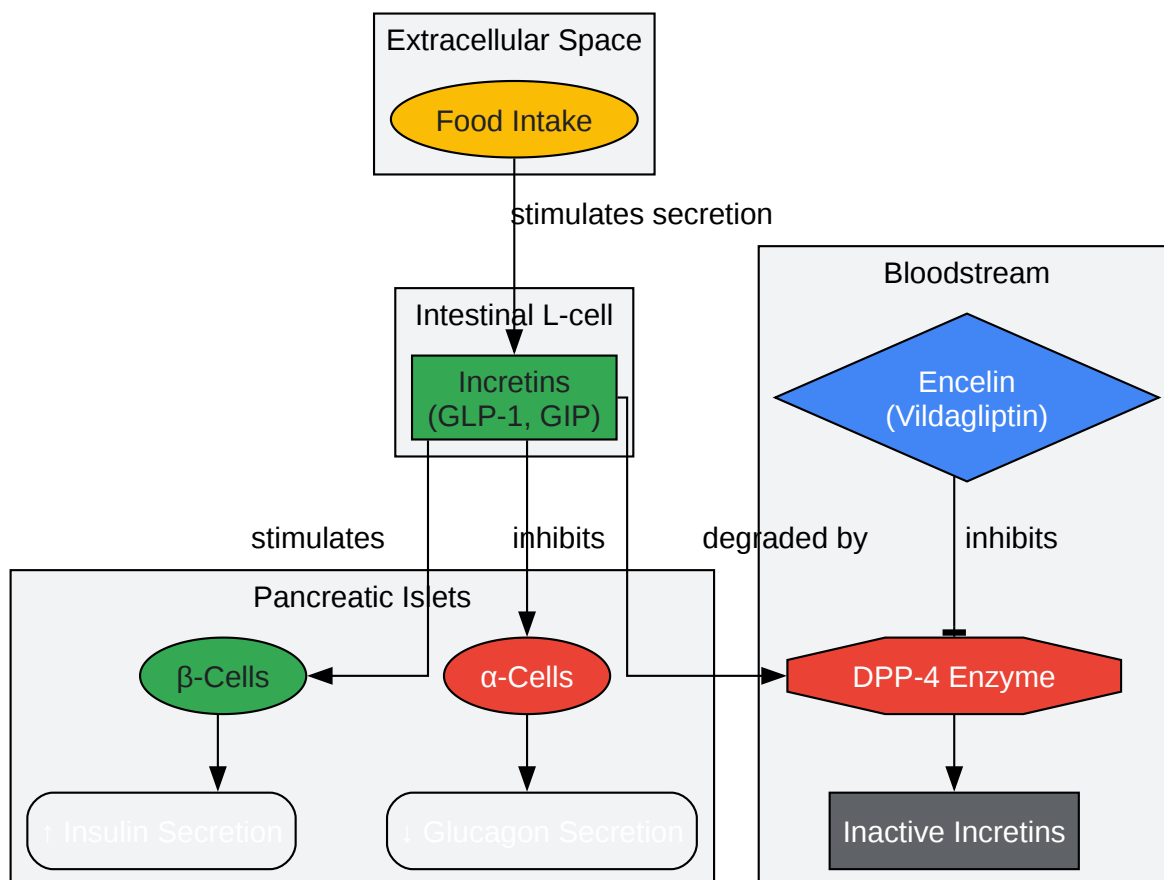 Extracellular Space
Food Intake
stimulates secretion
Bloodstream
Intestinal L-cell
Incretins
(GLP-1, GIP)
Encelin
(Vildagliptin)
stimulates
inhibits
degraded by
inhibits
Pancreatic Islets
β-Cells
α-Cells
DPP-4 Enzyme
↑ Insulin Secretion
↓ Glucagon Secretion
Inactive Incretins